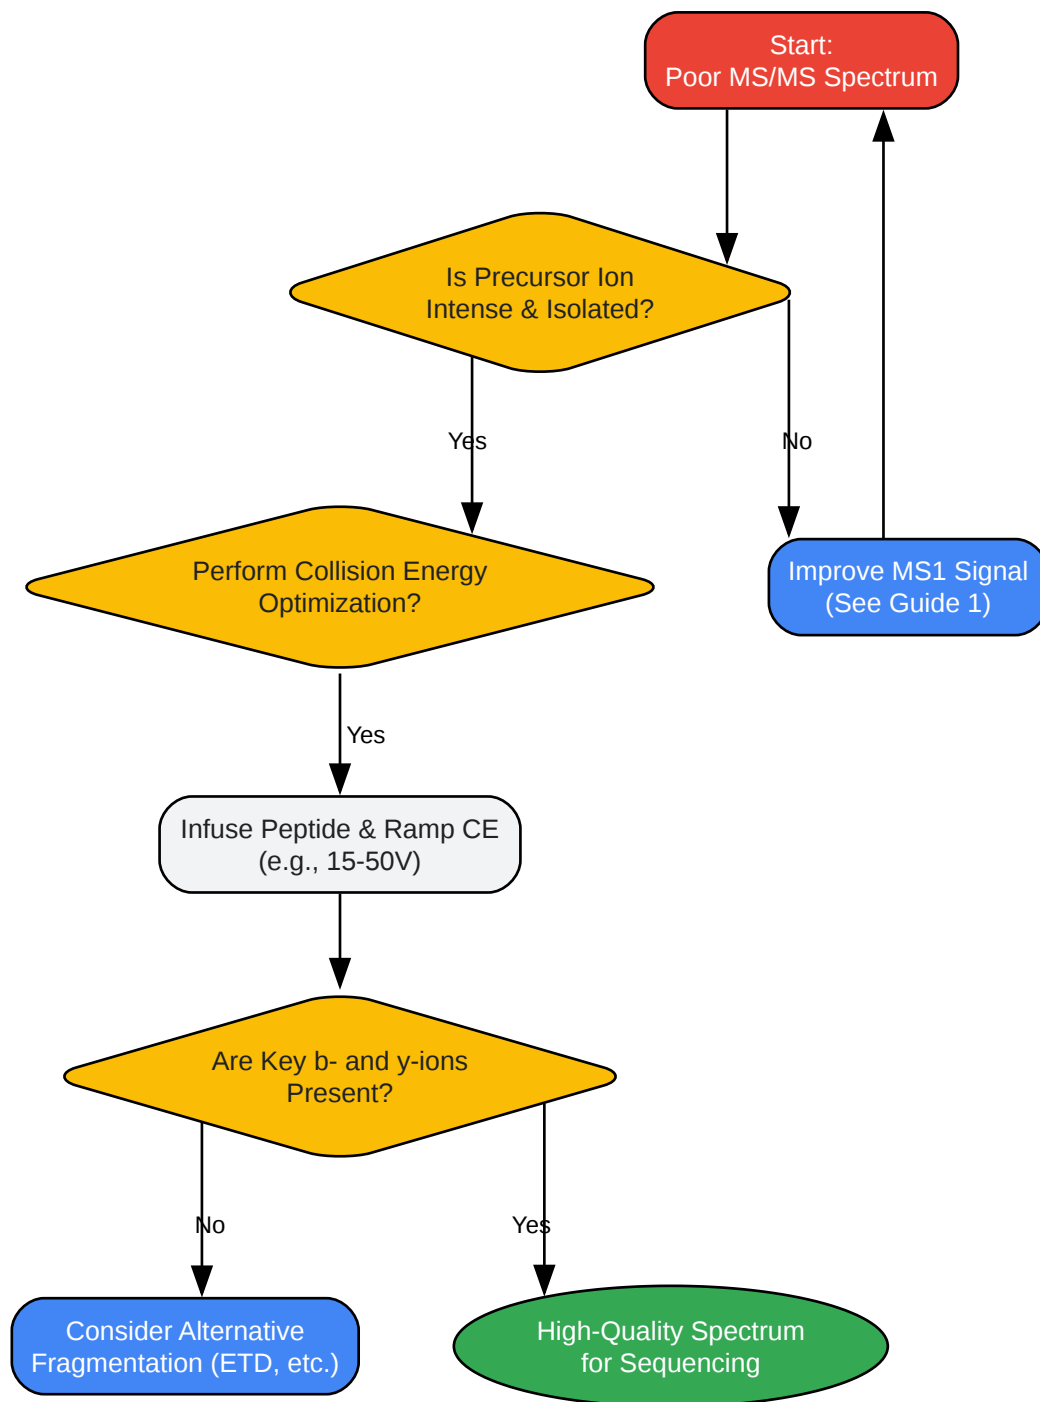 Start:
Poor MS/MS Spectrum
Is Precursor Ion
Intense & Isolated?
Yes
No
Perform Collision Energy
Optimization?
Improve MS1 Signal
(See Guide 1)
Yes
Infuse Peptide & Ramp CE
(e.g., 15-50V)
Are Key b- and y-ions
Present?
No
Yes
Consider Alternative
Fragmentation (ETD, etc.)
High-Quality Spectrum
for Sequencing